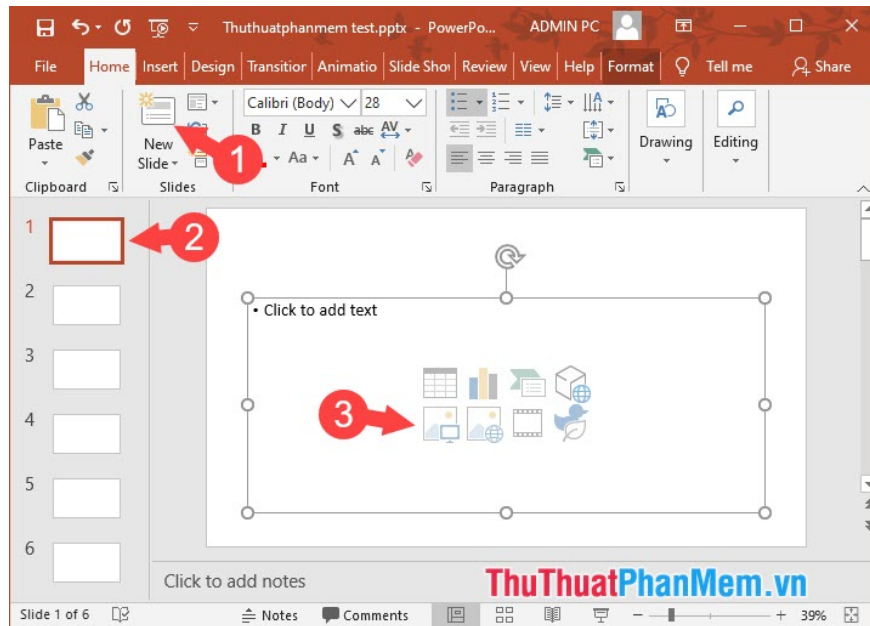 Thuthuatphanmem test.pptx - PowerPo... ADMIN PC
File Home Insert Design Transitior Animatio Slide Shov Review View Help Format Tell me Share
Calibri (Body) 28
Paste New Slide B I U S abc AV Aa A A Drawing Editing
Clipboard Slides Font Paragraph
1
2
3
1
2
3
4
5
6
• Click to add text
Click to add notes
ThuThuatPhanMem.vn
Slide 1 of 6 Notes Comments 39%